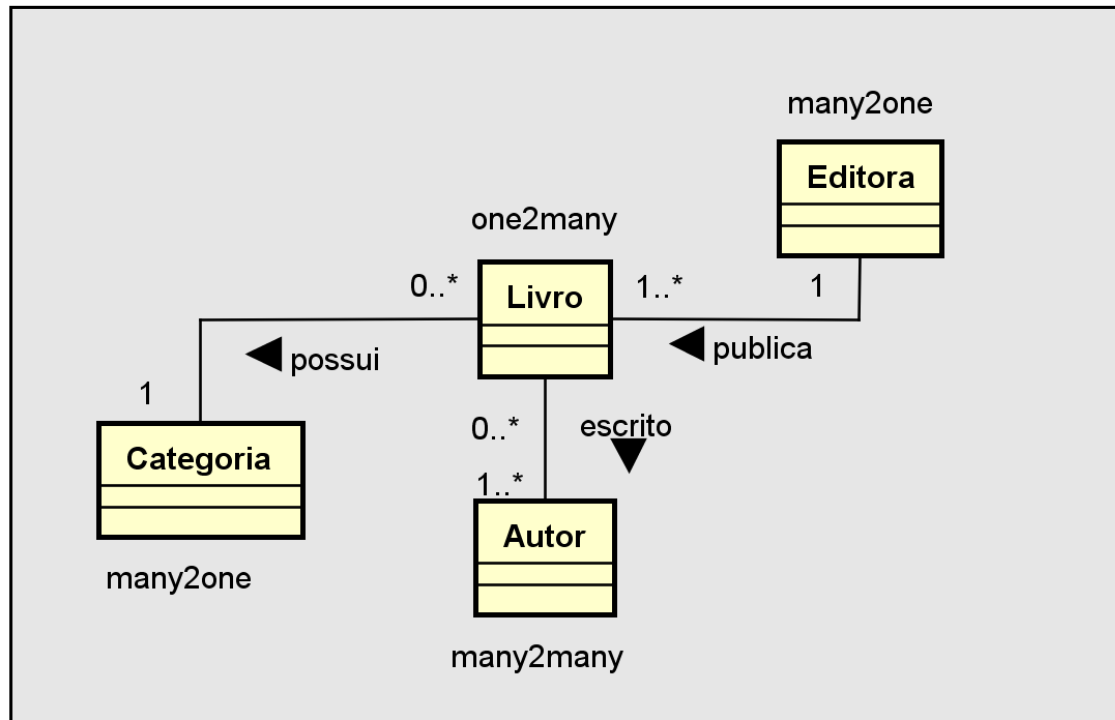 many2one
Editora
one2many
0..*
Livro
1..*
1
possui
publica
1
0..*
escrito
Categoria
1..*
Autor
many2one
many2many